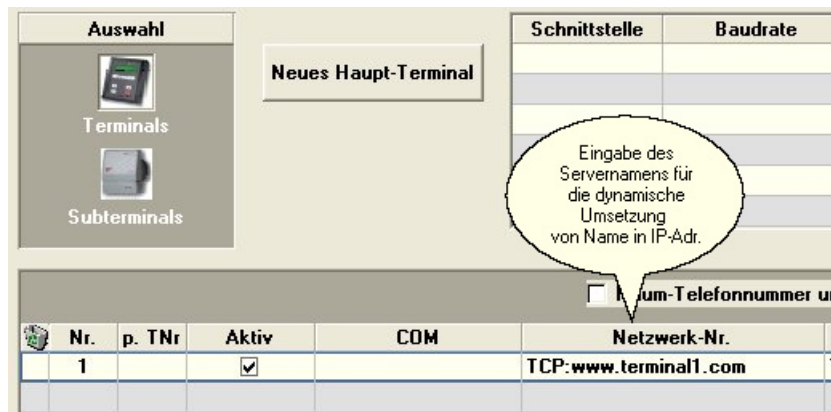 Auswahl
Terminals
Subterminals
Neues Haupt-Terminal
Schnittstelle Baudrate
Eingabe des
Servernamens für
die dynamische
Umsetzung
von Name in IP-Adr.
-Telefonnummer
Nr. p. TNr Aktiv COM Netzwerk-Nr.
1 TCP:www.terminal1.com